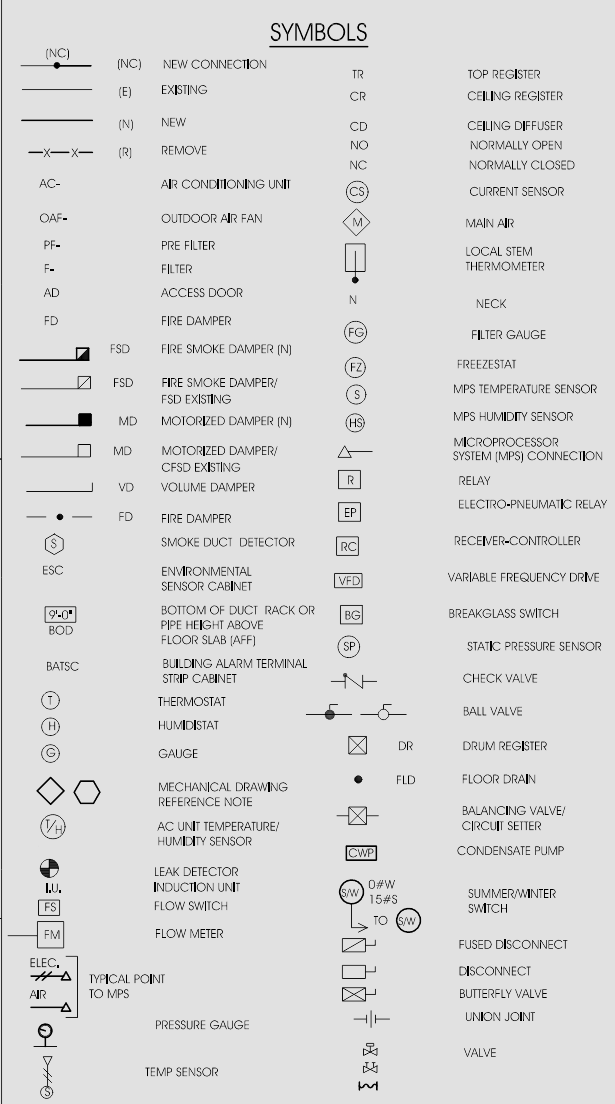 SYMBOLS
(NC)
(NC) NEW CONNECTION
(E) EXISTING
(N) NEW
X X (R) REMOVE
AC- AIR CONDITIONING UNIT
OAF- OUTDOOR AIR FAN
PF- PRE FILTER
F- FILTER
AD ACCESS DOOR
FD FIRE DAMPER
FSD FIRE SMOKE DAMPER (N)
FSD FIRE SMOKE DAMPER/
FSD EXISTING
MD MOTORIZED DAMPER (N)
MD MOTORIZED DAMPER/
CFSD EXISTING
VD VOLUME DAMPER
FD FIRE DAMPER
S SMOKE DUCT DETECTOR
ESC ENVIRONMENTAL
SENSOR CABINET
9'-0" BOTTOM OF DUCT RACK OR
BOD PIPE HEIGHT ABOVE
FLOOR SLAB (AFF)
BATSC BUILDING ALARM TERMINAL
STRIP CABINET
T THERMOSTAT
H HUMIDISTAT
G GAUGE
MECHANICAL DRAWING
REFERENCE NOTE
T/H AC UNIT TEMPERATURE/
HUMIDITY SENSOR
LEAK DETECTOR
I.U. INDUCTION UNIT
FS FLOW SWITCH
FM FLOW METER
ELEC.
TYPICAL POINT
AIR TO MPS
PRESSURE GAUGE
TEMP SENSOR
S
TR TOP REGISTER
CR CEILING REGISTER
CD CEILING DIFFUSER
NO NORMALLY OPEN
NC NORMALLY CLOSED
CS CURRENT SENSOR
M MAIN AIR
LOCAL STEM
THERMOMETER
N NECK
FG FILTER GAUGE
FZ FREEZESTAT
S MPS TEMPERATURE SENSOR
HS MPS HUMIDITY SENSOR
MICROPROCESSOR
SYSTEM (MPS) CONNECTION
R RELAY
EP ELECTRO-PNEUMATIC RELAY
RC RECEIVER-CONTROLLER
VFD VARIABLE FREQUENCY DRIVE
BG BREAKGLASS SWITCH
SP STATIC PRESSURE SENSOR
CHECK VALVE
BALL VALVE
DR DRUM REGISTER
FLD FLOOR DRAIN
BALANCING VALVE/
CIRCUIT SETTER
CWP CONDENSATE PUMP
S/W 0#W
15#S SUMMER/WINTER
SWITCH
TO S/W
FUSED DISCONNECT
DISCONNECT
BUTTERFLY VALVE
UNION JOINT
VALVE